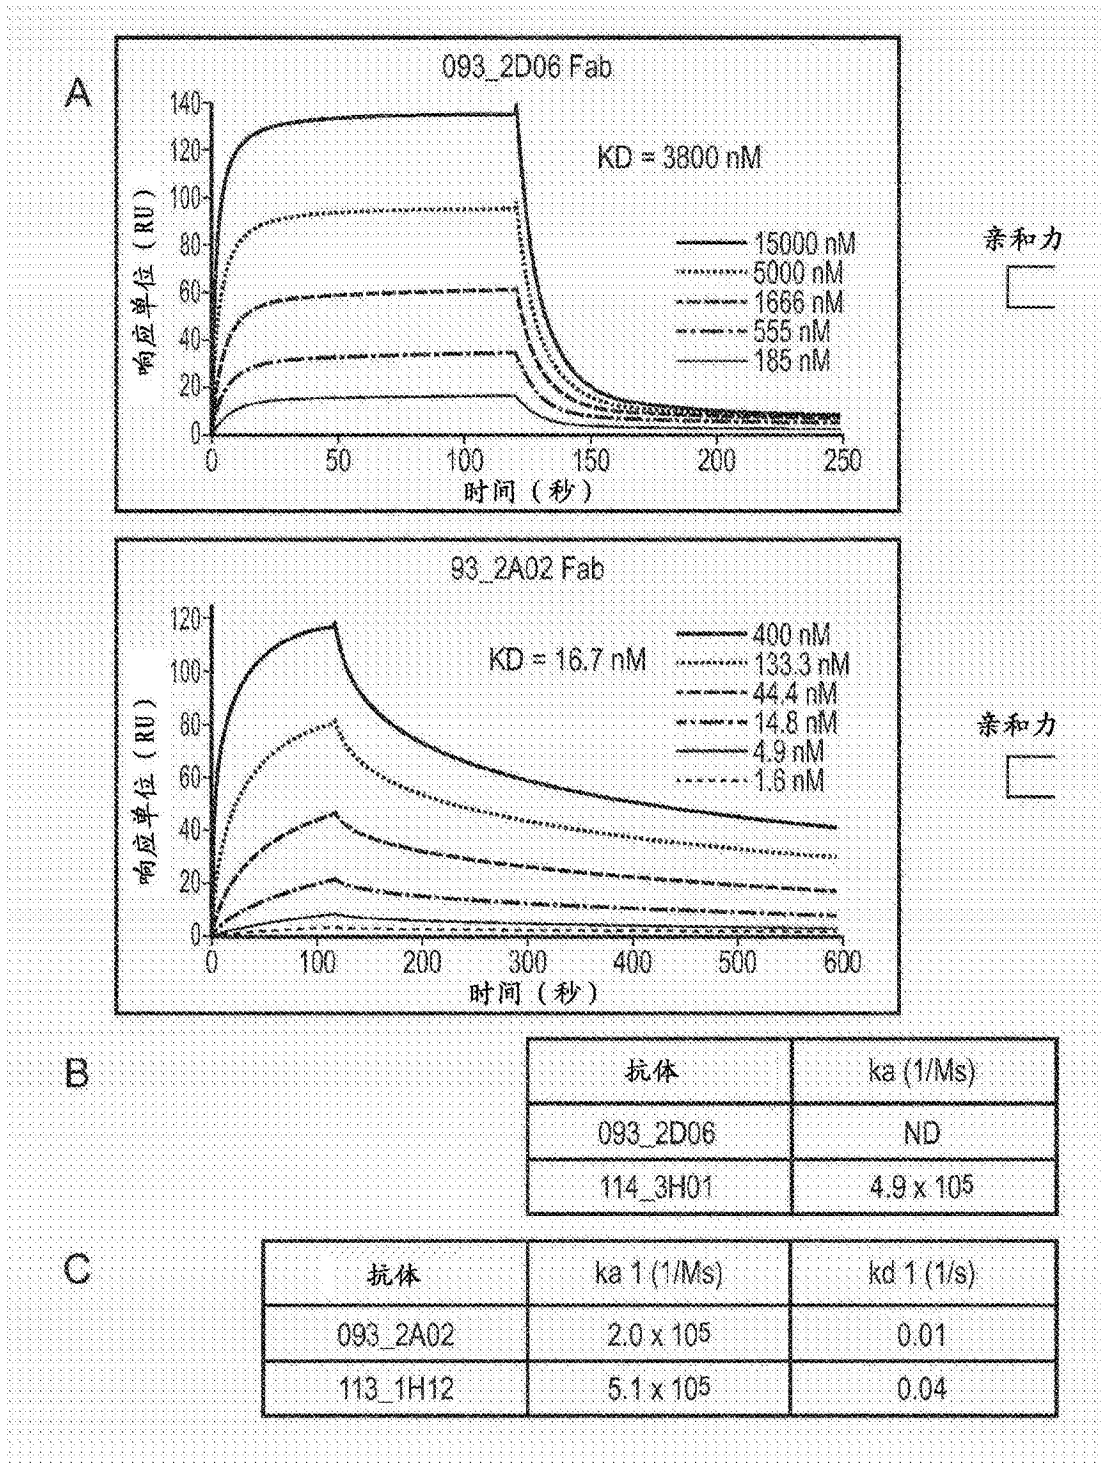 A
093_2D06 Fab
KD = 3800 nM
响应单位（RU）
140
120
100
80
60
40
20
0
15000 nM
5000 nM
1666 nM
555 nM
185 nM
0 50 100 150 200 250
时间（秒）
亲和力
93_2A02 Fab
KD = 16.7 nM
响应单位（RU）
120
100
80
60
40
20
0
400 nM
133.3 nM
44.4 nM
14.8 nM
4.9 nM
1.6 nM
0 100 200 300 400 500 600
时间（秒）
亲和力
B
抗体 ka (1/Ms)
093_2D06 ND
114_3H01 4.9 x 10⁵
C
抗体 ka 1 (1/Ms) kd 1 (1/s)
093_2A02 2.0 x 10⁵ 0.01
113_1H12 5.1 x 10⁵ 0.04